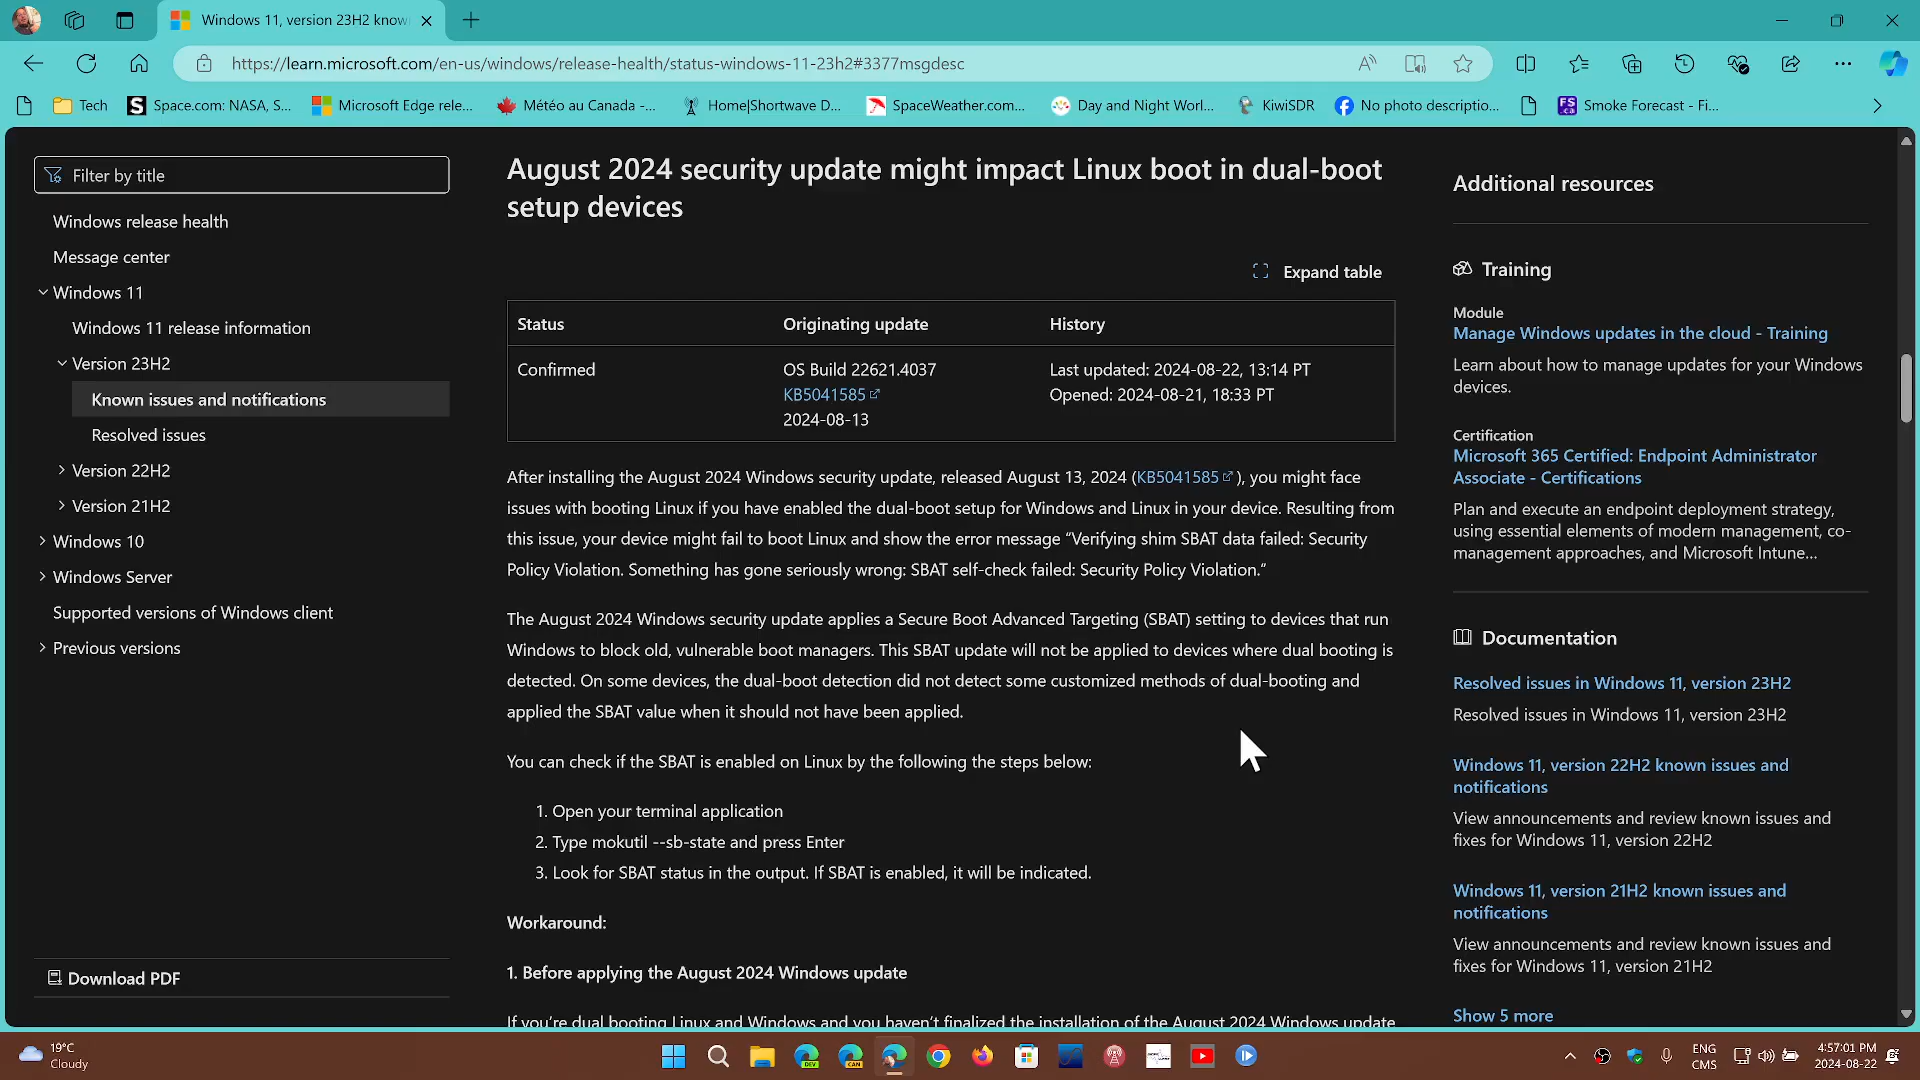 Windows 11, version 23H2 know
https://learn.microsoft.com/en-us/windows/release-health/status-windows-11-23h2#3377msgdesc
Tech
Space.com: NASA, S...
Microsoft Edge rele...
Météo au Canada -...
Home|Shortwave D...
SpaceWeather.com...
Day and Night Worl...
KiwiSDR
No photo descriptio...
Smoke Forecast - Fi...
Filter by title
Windows release health
Message center
Windows 11
Windows 11 release information
Version 23H2
Known issues and notifications
Resolved issues
Version 22H2
Version 21H2
Windows 10
Windows Server
Supported versions of Windows client
Previous versions
Download PDF
August 2024 security update might impact Linux boot in dual-boot
setup devices
Expand table
Status Originating update History
Confirmed OS Build 22621.4037 Last updated: 2024-08-22, 13:14 PT
KB5041585 Opened: 2024-08-21, 18:33 PT
2024-08-13
After installing the August 2024 Windows security update, released August 13, 2024 (KB5041585), you might face
issues with booting Linux if you have enabled the dual-boot setup for Windows and Linux in your device. Resulting from
this issue, your device might fail to boot Linux and show the error message “Verifying shim SBAT data failed: Security
Policy Violation. Something has gone seriously wrong: SBAT self-check failed: Security Policy Violation.”
The August 2024 Windows security update applies a Secure Boot Advanced Targeting (SBAT) setting to devices that run
Windows to block old, vulnerable boot managers. This SBAT update will not be applied to devices where dual booting is
detected. On some devices, the dual-boot detection did not detect some customized methods of dual-booting and
applied the SBAT value when it should not have been applied.
You can check if the SBAT is enabled on Linux by the following the steps below:
1. Open your terminal application
2. Type mokutil --sb-state and press Enter
3. Look for SBAT status in the output. If SBAT is enabled, it will be indicated.
Workaround:
1. Before applying the August 2024 Windows update
If you’re dual booting Linux and Windows and you haven’t finalized the installation of the August 2024 Windows update
Additional resources
Training
Module
Manage Windows updates in the cloud - Training
Learn about how to manage updates for your Windows
devices.
Certification
Microsoft 365 Certified: Endpoint Administrator
Associate - Certifications
Plan and execute an endpoint deployment strategy,
using essential elements of modern management, co-
management approaches, and Microsoft Intune...
Documentation
Resolved issues in Windows 11, version 23H2
Resolved issues in Windows 11, version 23H2
Windows 11, version 22H2 known issues and
notifications
View announcements and review known issues and
fixes for Windows 11, version 22H2
Windows 11, version 21H2 known issues and
notifications
View announcements and review known issues and
fixes for Windows 11, version 21H2
Show 5 more
19°C
Cloudy
DEV
CAN
ENG
CMS
4:57:01 PM
2024-08-22